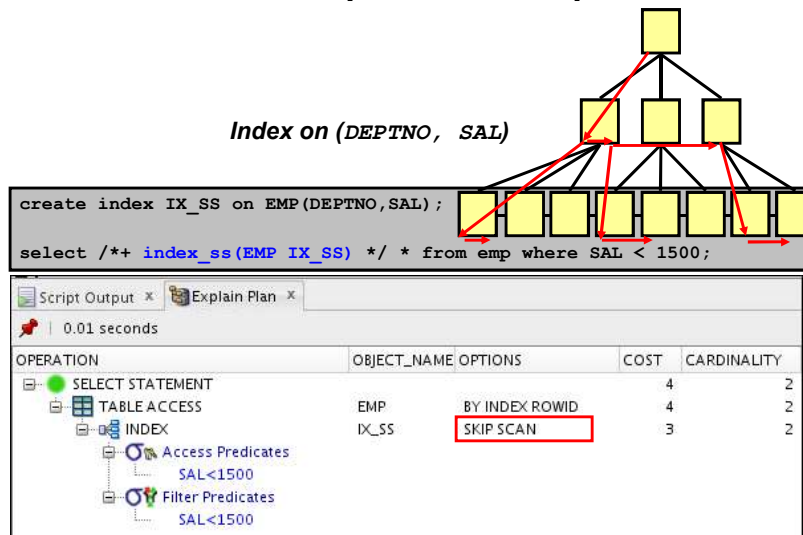 Index on (DEPTNO, SAL)
create index IX_SS on EMP(DEPTNO,SAL);
select /*+ index_ss(EMP IX_SS) */ * from emp where SAL < 1500;
Script Output x Explain Plan x
0.01 seconds
OPERATION OBJECT_NAME OPTIONS COST CARDINALITY
SELECT STATEMENT 4 2
TABLE ACCESS EMP BY INDEX ROWID 4 2
INDEX IX_SS SKIP SCAN 3 2
Access Predicates
SAL<1500
Filter Predicates
SAL<1500